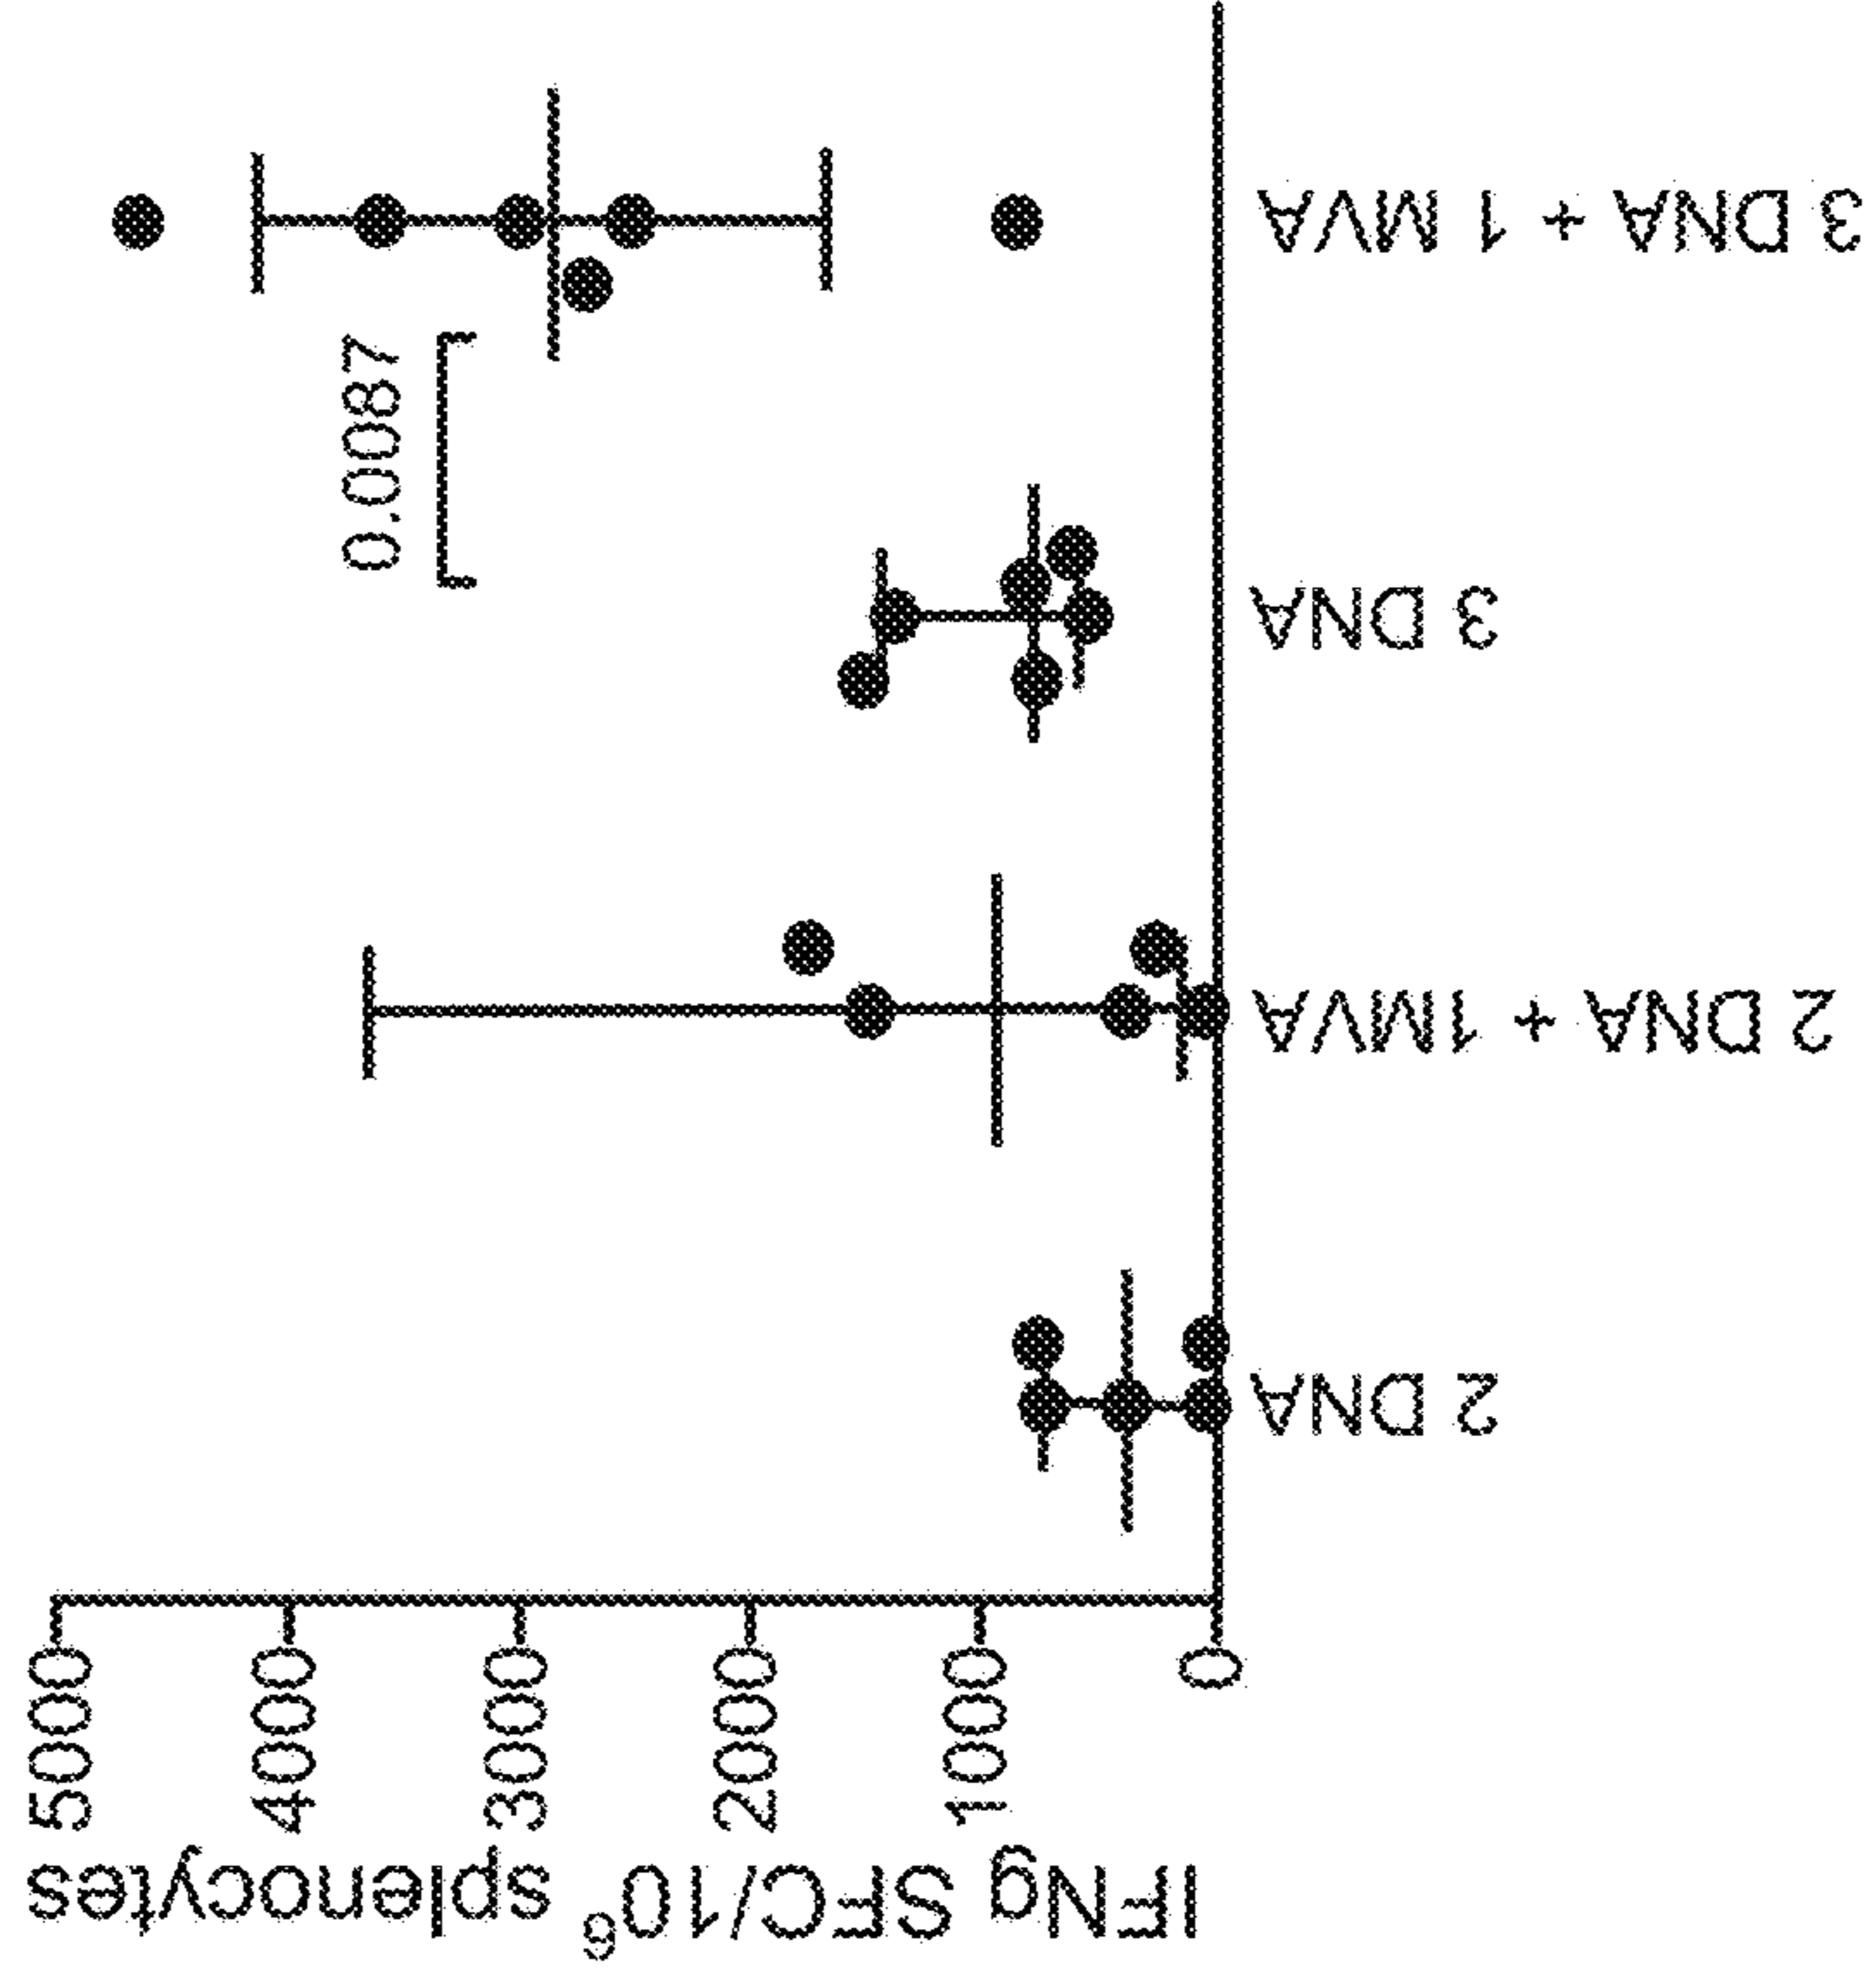 IFNg SFC/10⁶ splenocytes
5000
4000
3000
2000
1000
0
0.0087
2 DNA
2 DNA + 1MVA
3 DNA
3 DNA + 1 MVA